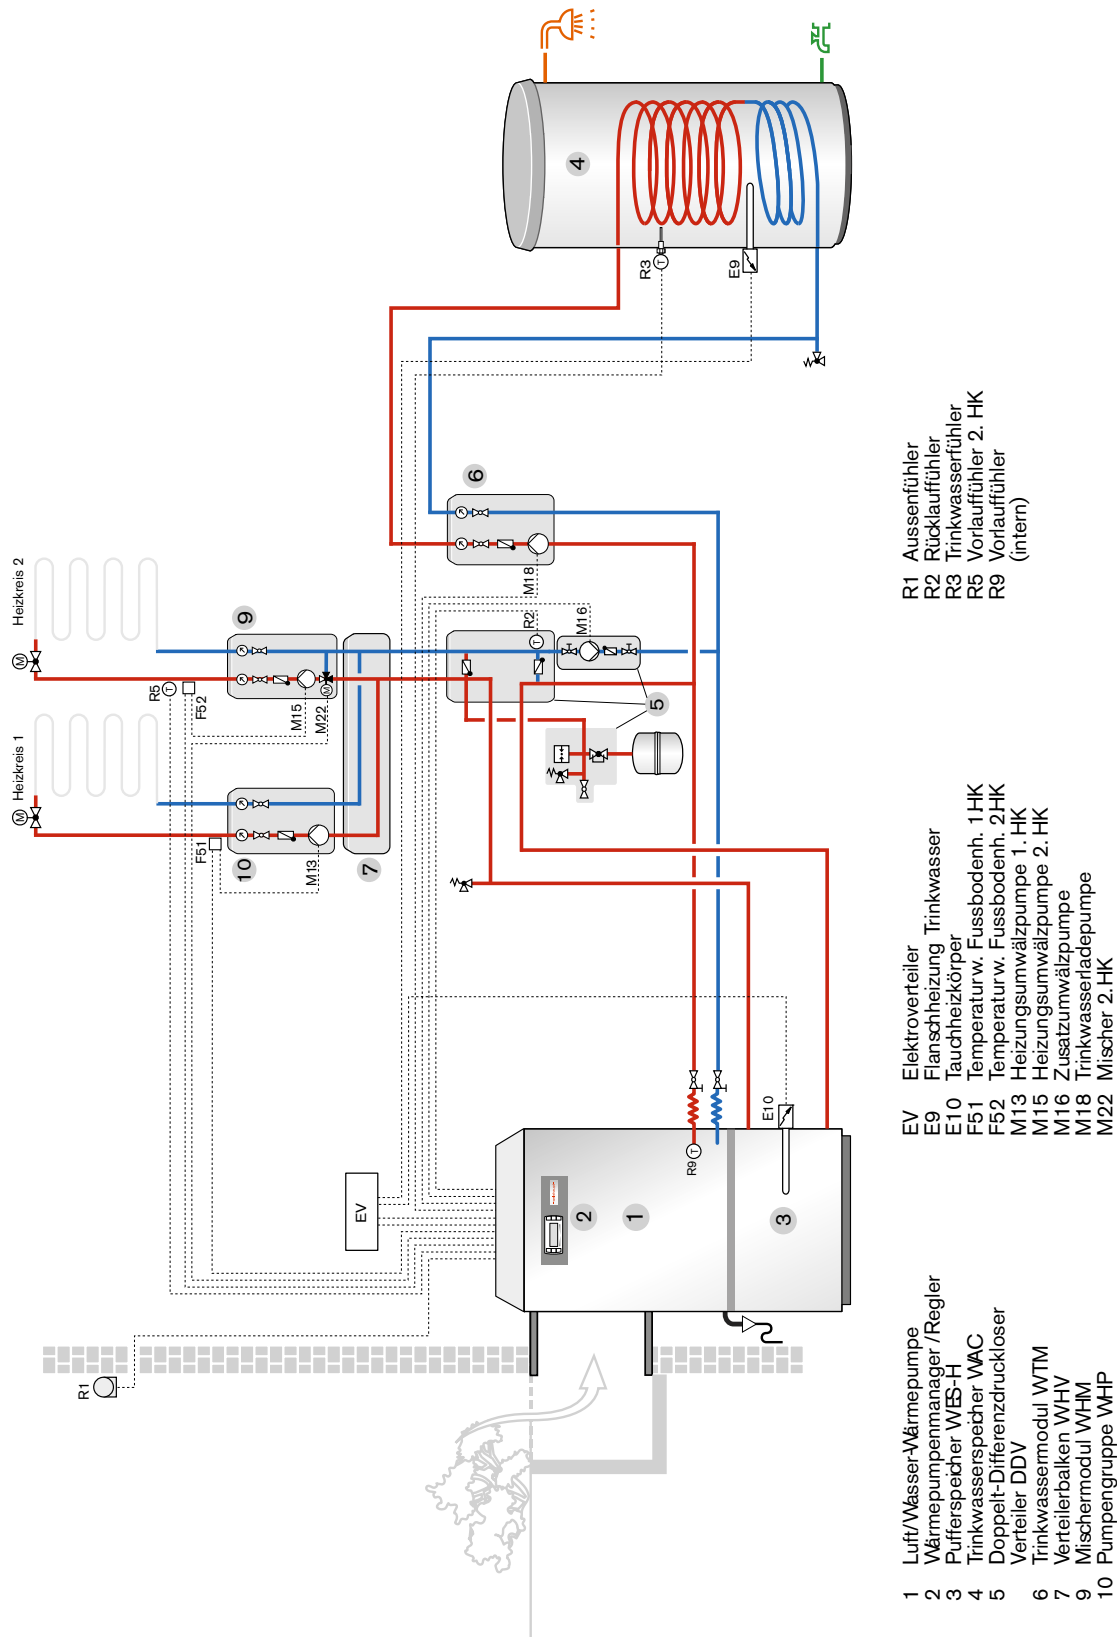 Heizkreis 1
Heizkreis 2
M
M
R5
T
F52
F51
M15
M22
M
M13
10
9
7
6
M18
R2
T
M16
5
4
R3
T
E9
EV
R1
R9
T
E10
2
1
3
1 Luft/Wasser-Wärmepumpe
2 Wärmepumpenmanager /Regler
3 Pufferspeicher WES-H
4 Trinkwasserspeicher WAC
5 Doppelt-Differenzdruckloser
Verteiler DDV
6 Trinkwassermodul WTM
7 Verteilerbalken WHV
9 Mischermodul WHM
10 Pumpengruppe WHP
EV Elektroverteiler
E9 Flanschheizung Trinkwasser
E10 Tauchheizkörper
F51 Temperaturw. Fussbodenh. 1.HK
F52 Temperaturw. Fussbodenh. 2.HK
M13 Heizungsumwälzpumpe 1. HK
M15 Heizungsumwälzpumpe 2. HK
M16 Zusatzumwälzpumpe
M18 Trinkwasserladepumpe
M22 Mischer 2. HK
R1 Aussenfühler
R2 Rücklauffühler
R3 Trinkwasserfühler
R5 Vorlauffühler 2. HK
R9 Vorlauffühler
(intern)